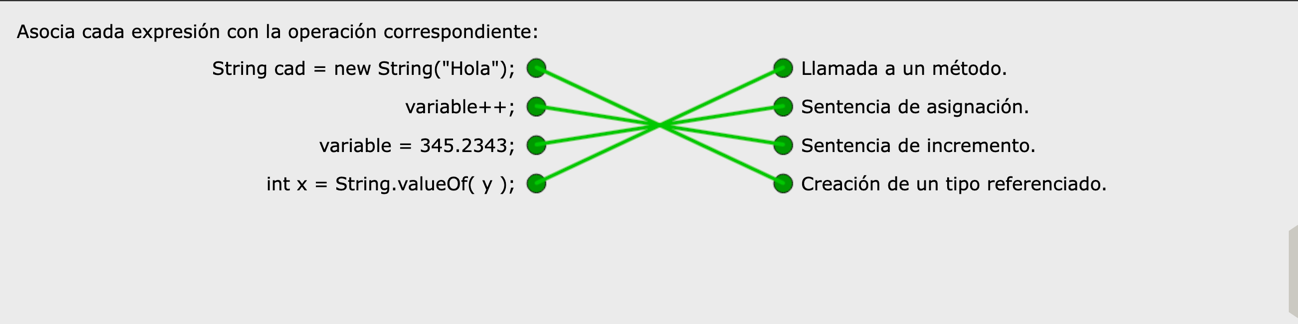 Asocia cada expresión con la operación correspondiente:
String cad = new String("Hola"); Llamada a un método.
variable++; Sentencia de asignación.
variable = 345.2343; Sentencia de incremento.
int x = String.valueOf( y ); Creación de un tipo referenciado.